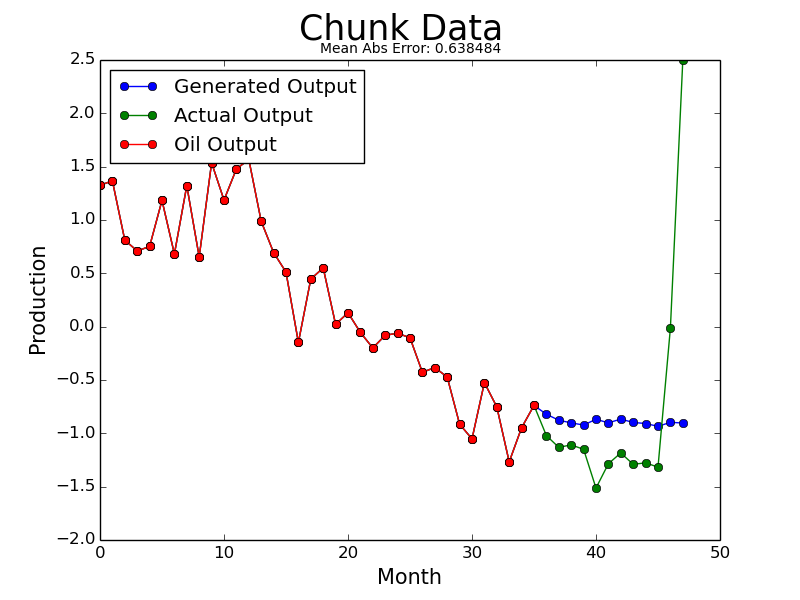 Chunk Data
Mean Abs Error: 0.638484
Generated Output
Actual Output
Oil Output
2.5
2.0
1.5
1.0
0.5
0.0
−0.5
−1.0
−1.5
−2.0
Production
0 10 20 30 40 50
Month